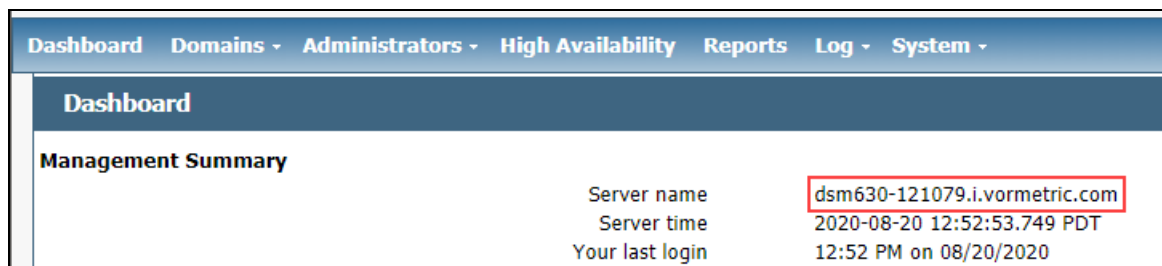 Dashboard Domains Administrators High Availability Reports Log System
Dashboard
Management Summary
Server name dsm630-121079.i.vormetric.com
Server time 2020-08-20 12:52:53.749 PDT
Your last login 12:52 PM on 08/20/2020